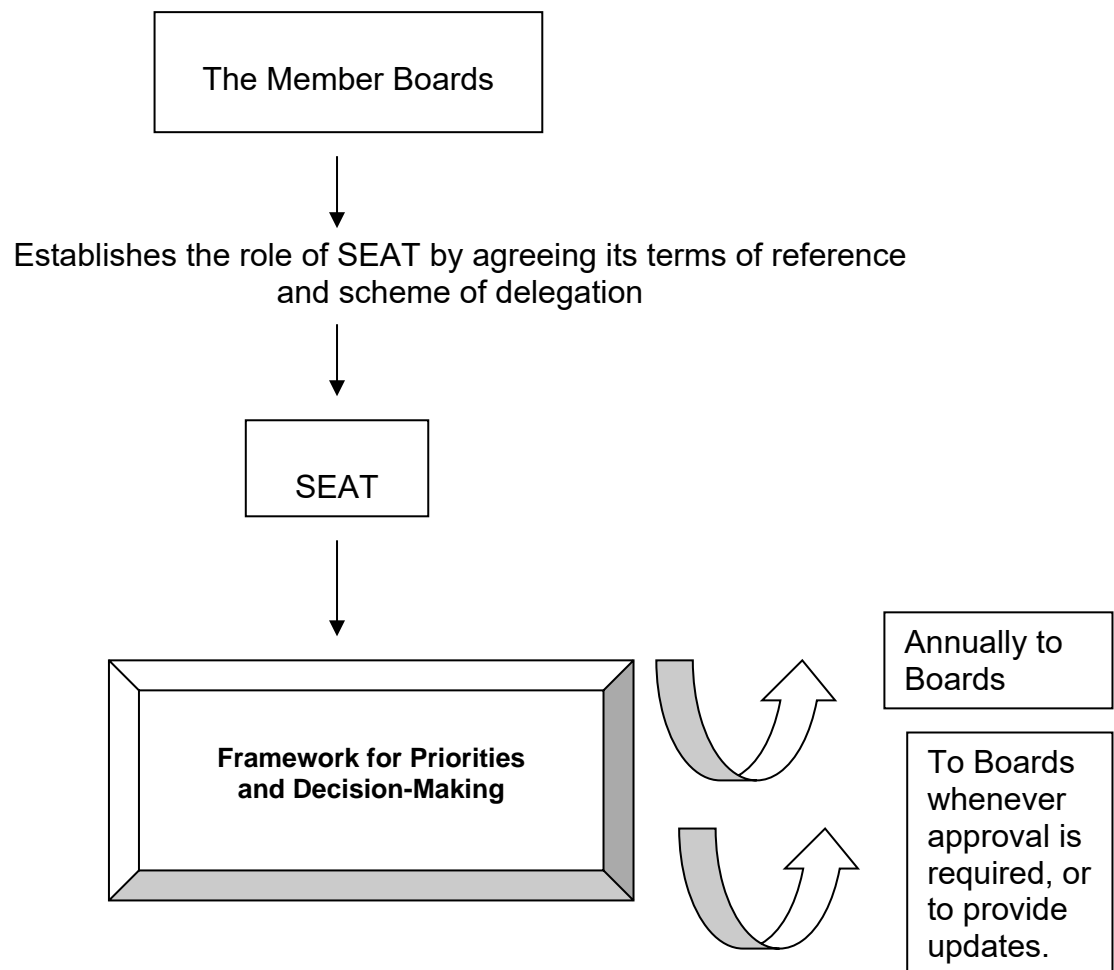 The Member Boards
Establishes the role of SEAT by agreeing its terms of reference
and scheme of delegation
SEAT
Framework for Priorities
and Decision-Making
Annually to
Boards
To Boards
whenever
approval is
required, or
to provide
updates.